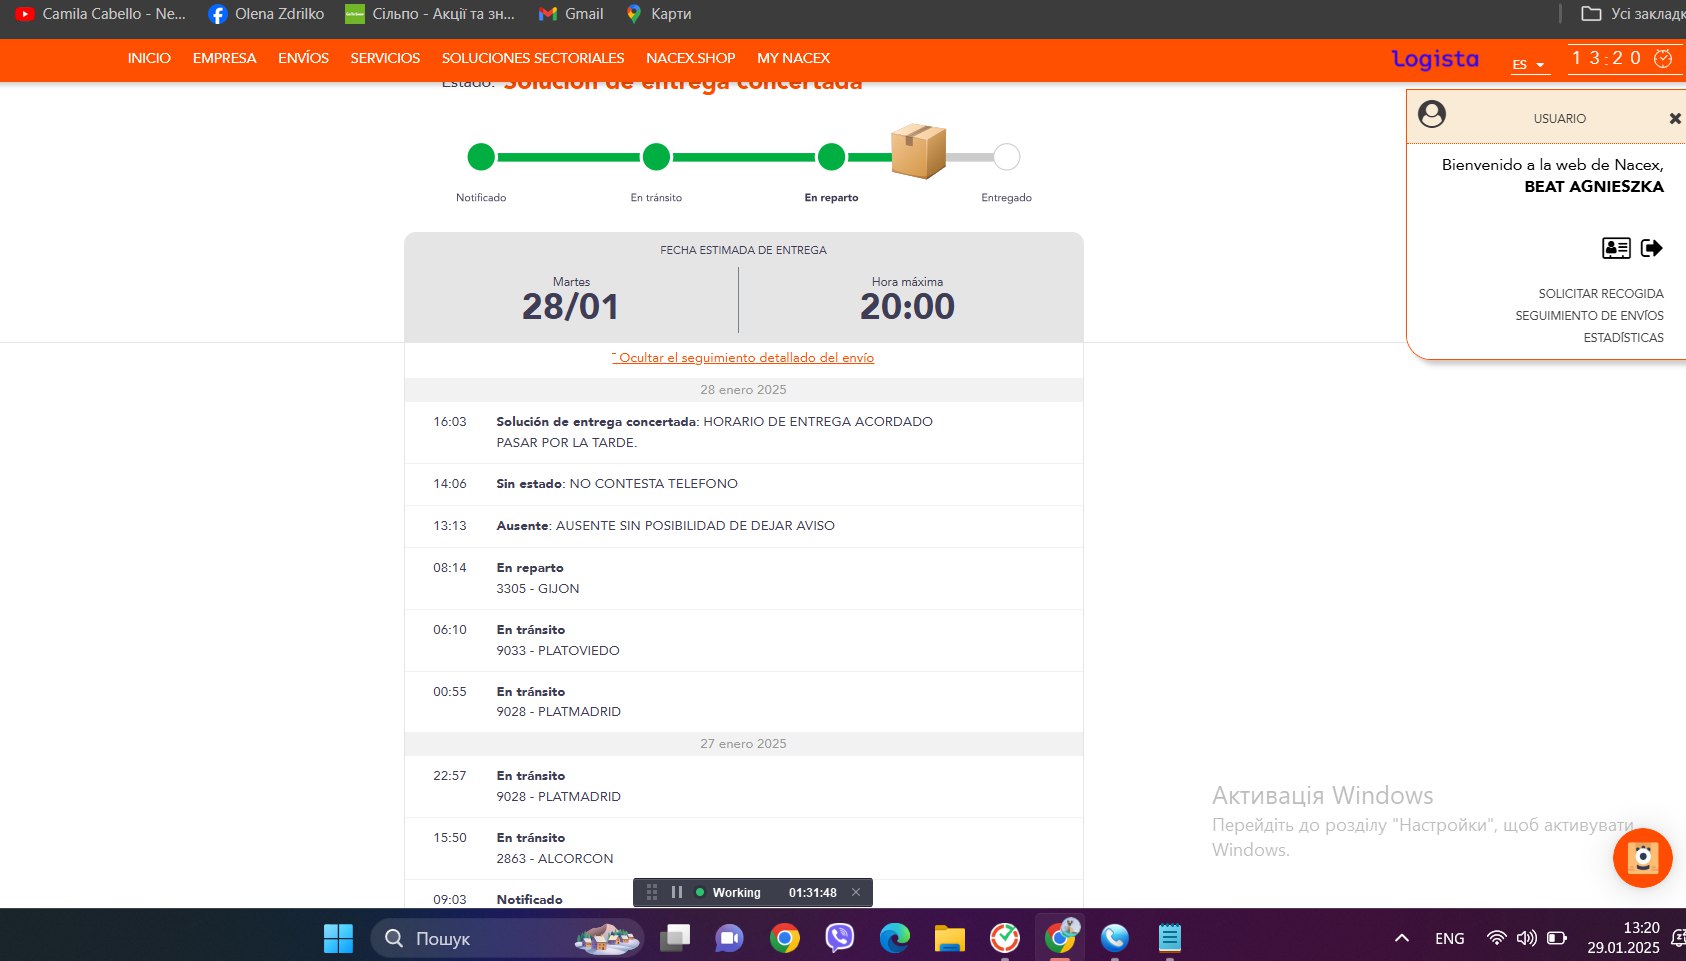 Camila Cabello - Ne...
Olena Zdrilko
Сільпо - Акції та зн...
Gmail
Карти
Усі закладк
INICIO
EMPRESA
ENVÍOS
SERVICIOS
SOLUCIONES SECTORIALES
NACEX.SHOP
MY NACEX
Logista
ES
13:20
Estado: Solución de entrega concertada
Notificado
En tránsito
En reparto
Entregado
USUARIO
Bienvenido a la web de Nacex,
BEAT AGNIESZKA
SOLICITAR RECOGIDA
SEGUIMIENTO DE ENVÍOS
ESTADÍSTICAS
FECHA ESTIMADA DE ENTREGA
Martes
28/01
Hora máxima
20:00
Ocultar el seguimiento detallado del envío
28 enero 2025
16:03 Solución de entrega concertada: HORARIO DE ENTREGA ACORDADO
PASAR POR LA TARDE.
14:06 Sin estado: NO CONTESTA TELEFONO
13:13 Ausente: AUSENTE SIN POSIBILIDAD DE DEJAR AVISO
08:14 En reparto
3305 - GIJON
06:10 En tránsito
9033 - PLATOVIEDO
00:55 En tránsito
9028 - PLATMADRID
27 enero 2025
22:57 En tránsito
9028 - PLATMADRID
15:50 En tránsito
2863 - ALCORCON
09:03 Notificado
Активація Windows
Перейдіть до розділу "Настройки", щоб активувати
Windows.
Working 01:31:48
Пошук
ENG
13:20
29.01.2025